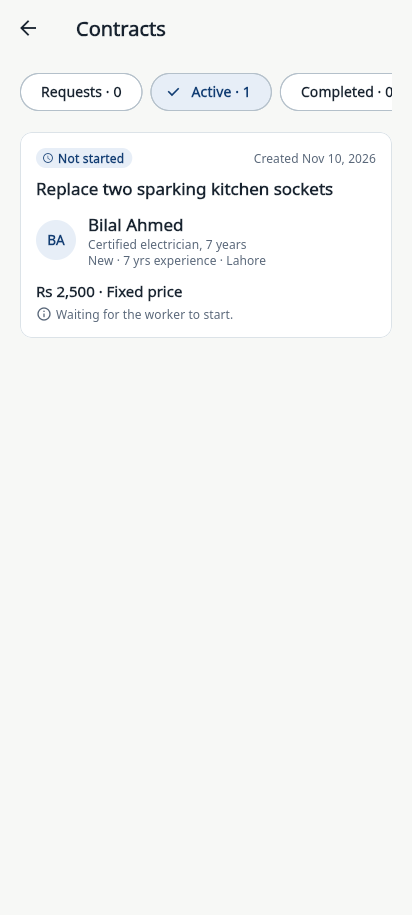 Contracts
Requests · 0
Active · 1
Completed · 0
Not started
Created Nov 10, 2026
Replace two sparking kitchen sockets
BA
Bilal Ahmed
Certified electrician, 7 years
New · 7 yrs experience · Lahore
Rs 2,500 · Fixed price
Waiting for the worker to start.